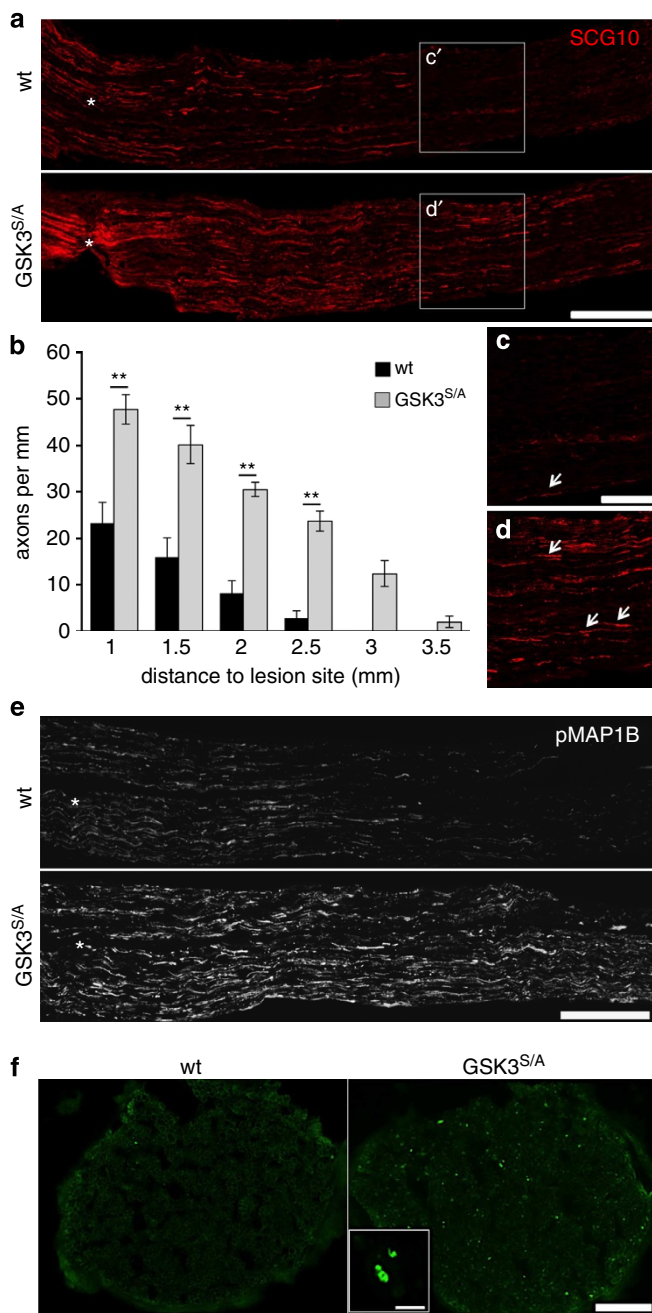 a
SCG10
wt
*
c′
GSK3S/A
*
d′
b
60
50
40
30
20
10
0
axons per mm
**
**
**
**
wt
GSK3S/A
1 1.5 2 2.5 3 3.5
distance to lesion site (mm)
c
d
e
pMAP1B
wt
*
GSK3S/A
*
f
wt GSK3S/A